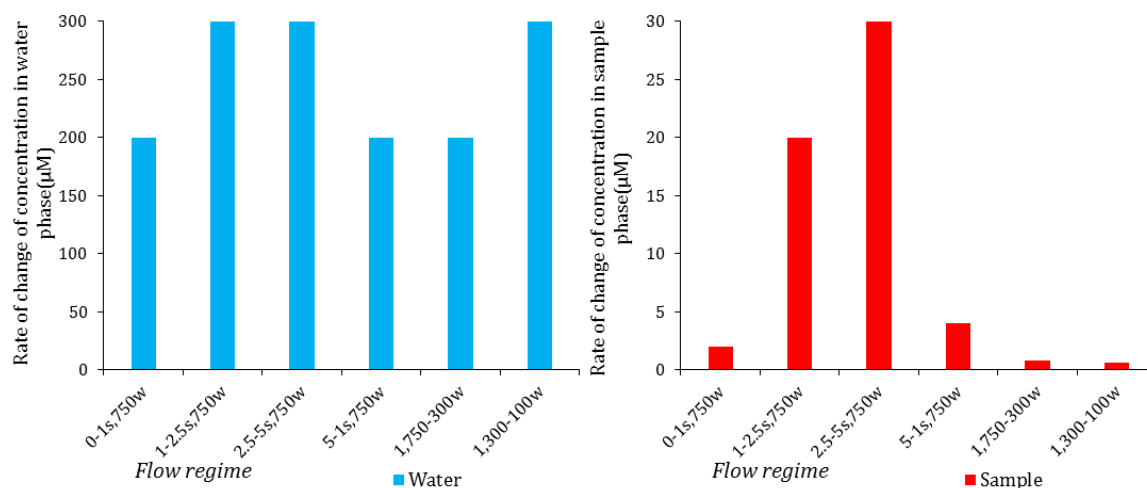 Rate of change of concentration in water
phase(µM)
300
250
200
150
100
50
0
0-1s,750w
1-2.5s,750w
2.5-5s,750w
5-1s,750w
1,750-300w
1,300-100w
Flow regime
Water
Rate of change of concentration in sample
phase(µM)
30
25
20
15
10
5
0
0-1s,750w
1-2.5s,750w
2.5-5s,750w
5-1s,750w
1,750-300w
1,300-100w
Flow regime
Sample